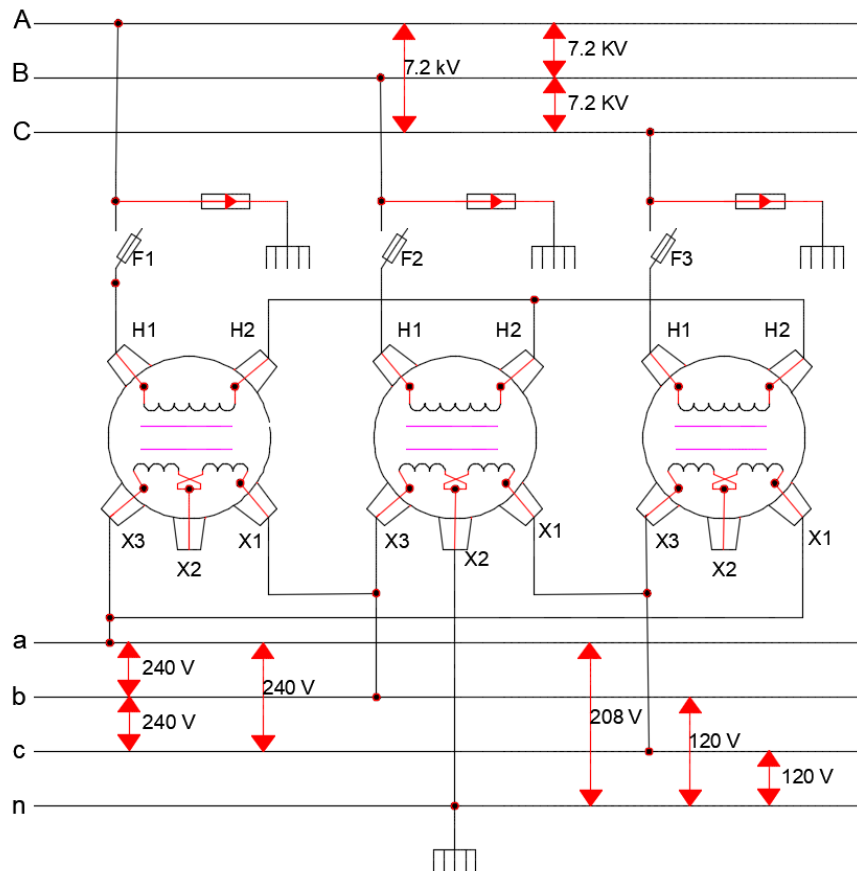 A
7.2 kV
7.2 KV
B
7.2 KV
C
F1
F2
F3
H1
H2
H1
H2
H1
H2
X3
X2
X1
X3
X2
X1
X3
X2
X1
a
240 V
240 V
b
208 V
240 V
120 V
c
120 V
n